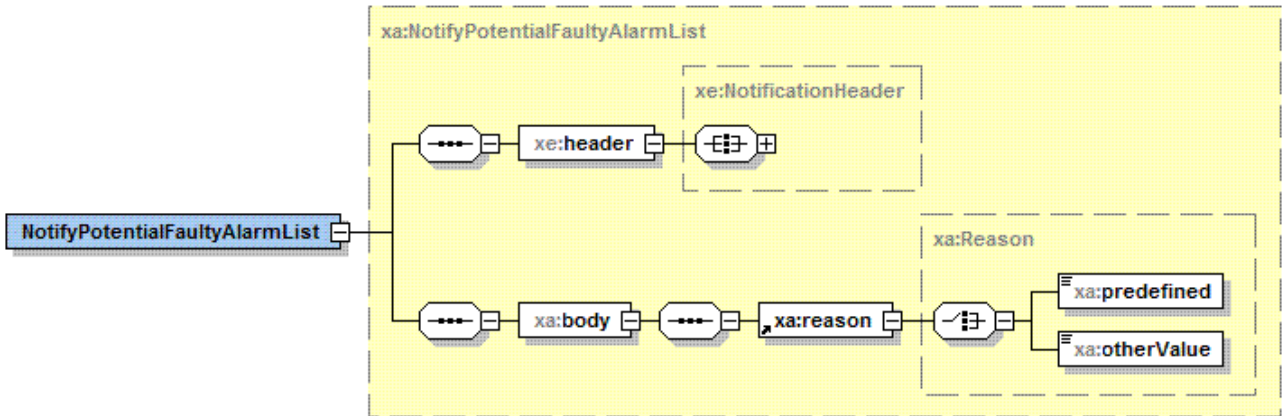 xa:NotifyPotentialFaultyAlarmList
xe:NotificationHeader
xe:header
NotifyPotentialFaultyAlarmList
xa:Reason
xa:predefined
xa:body
xa:reason
xa:otherValue